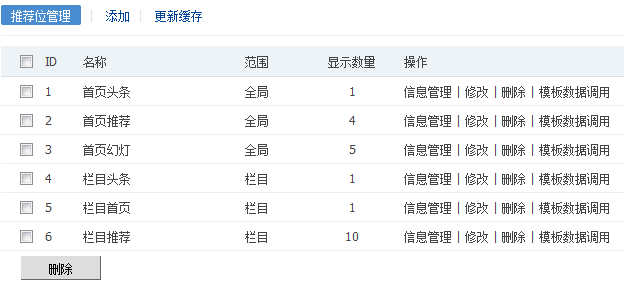 推荐位管理 | 添加 | 更新缓存
ID 名称 范围 显示数量 操作
1 首页头条 全局 1 信息管理 | 修改 | 删除 | 模板数据调用
2 首页推荐 全局 4 信息管理 | 修改 | 删除 | 模板数据调用
3 首页幻灯 全局 5 信息管理 | 修改 | 删除 | 模板数据调用
4 栏目头条 栏目 1 信息管理 | 修改 | 删除 | 模板数据调用
5 栏目首页 栏目 1 信息管理 | 修改 | 删除 | 模板数据调用
6 栏目推荐 栏目 10 信息管理 | 修改 | 删除 | 模板数据调用
删除